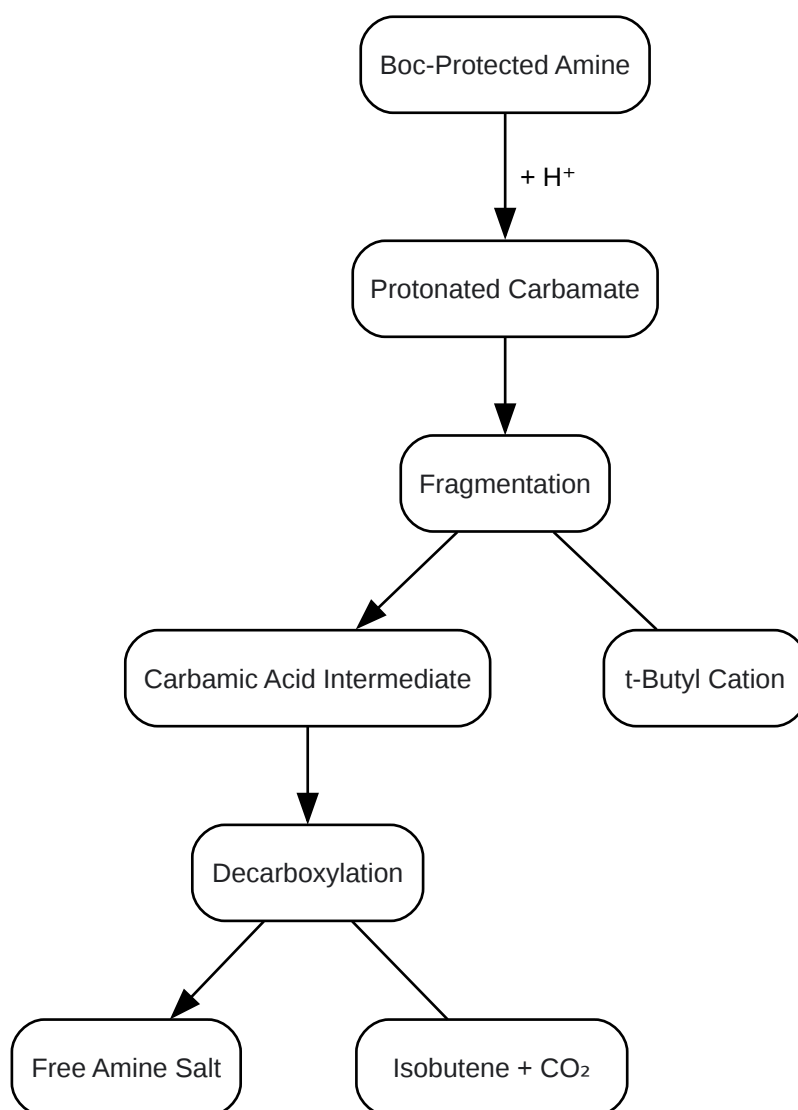 Boc-Protected Amine
+ H⁺
Protonated Carbamate
Fragmentation
Carbamic Acid Intermediate
t-Butyl Cation
Decarboxylation
Free Amine Salt
Isobutene + CO₂